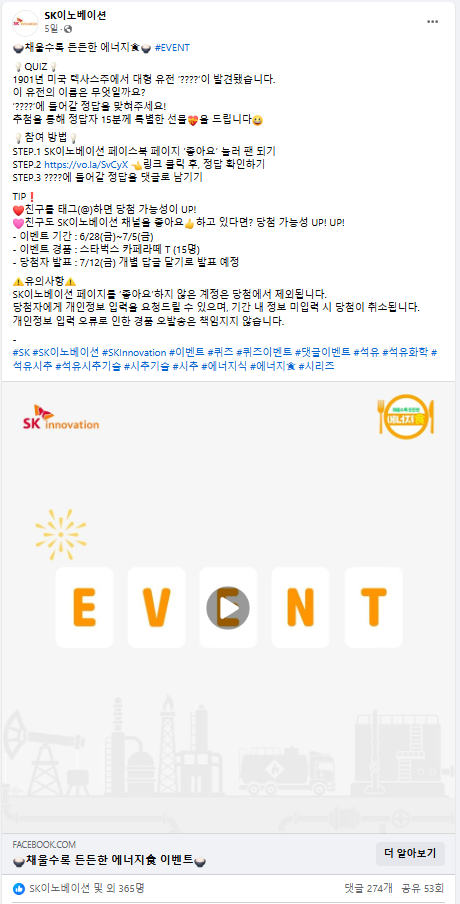 SK이노베이션
5일
🍚채울수록 든든한 에너지食🍚 #EVENT
💡QUIZ💡
1901년 미국 텍사스주에서 대형 유전 '????'이 발견됐습니다.
이 유전의 이름은 무엇일까요?
'????'에 들어갈 정답을 맞혀주세요!
추첨을 통해 정답자 15분께 특별한 선물💝을 드립니다😀
💡참여 방법💡
STEP.1 SK이노베이션 페이스북 페이지 '좋아요' 눌러 팬 되기
STEP.2 https://vo.la/SvCyX 👈링크 클릭 후, 정답 확인하기
STEP.3 ????에 들어갈 정답을 댓글로 남기기
TIP❗
❤️친구를 태그(@)하면 당첨 가능성이 UP!
💗친구도 SK이노베이션 채널을 좋아요👍하고 있다면? 당첨 가능성 UP! UP!
- 이벤트 기간 : 6/28(금)~7/5(금)
- 이벤트 경품 : 스타벅스 카페라떼 T (15명)
- 당첨자 발표 : 7/12(금) 개별 답글 달기로 발표 예정
⚠️유의사항⚠️
SK이노베이션 페이지를 '좋아요'하지 않은 계정은 당첨에서 제외됩니다.
당첨자에게 개인정보 입력을 요청드릴 수 있으며, 기간 내 정보 미입력 시 당첨이 취소됩니다.
개인정보 입력 오류로 인한 경품 오발송은 책임지지 않습니다.
-
#SK #SK이노베이션 #SKInnovation #이벤트 #퀴즈 #퀴즈이벤트 #댓글이벤트 #석유 #석유화학 #
석유시추 #석유시추기술 #시추기술 #시추 #에너지식 #에너지食 #시리즈
SK innovation
채울수록 든든한
에너지食
EVENT
FACEBOOK.COM
🍚채울수록 든든한 에너지食 이벤트🍚
더 알아보기
SK이노베이션 및 외 365명
댓글 274개 공유 53회